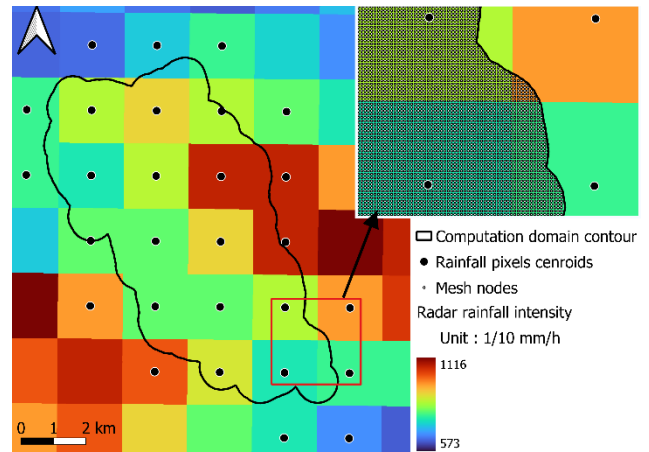 Computation domain contour
Rainfall pixels cenroids
Mesh nodes
Radar rainfall intensity
Unit : 1/10 mm/h
1116
573
0 1 2 km